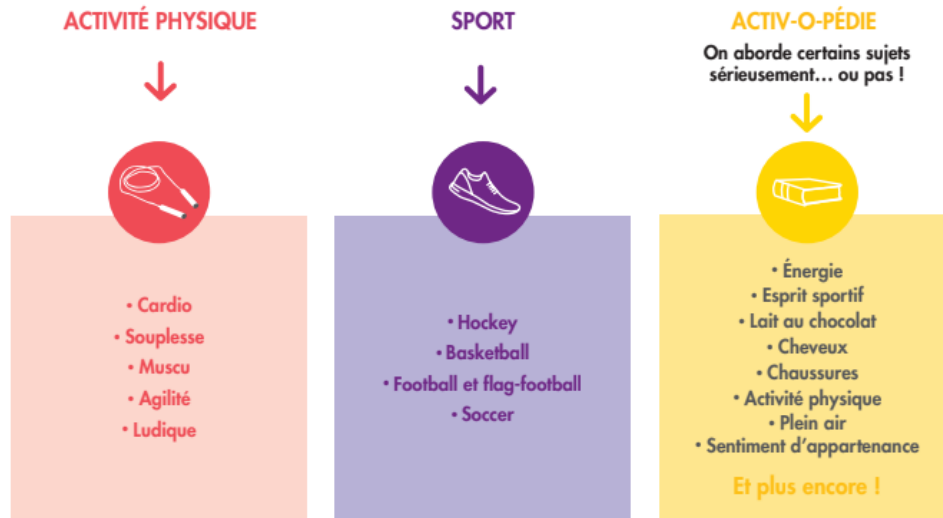 ACTIVITÉ PHYSIQUE
• Cardio
• Souplesse
• Muscu
• Agilité
• Ludique
SPORT
• Hockey
• Basketball
• Football et flag-football
• Soccer
ACTIV-O-PÉDIE
On aborde certains sujets
sérieusement... ou pas !
• Énergie
• Esprit sportif
• Lait au chocolat
• Cheveux
• Chaussures
• Activité physique
• Plein air
• Sentiment d’appartenance
Et plus encore !